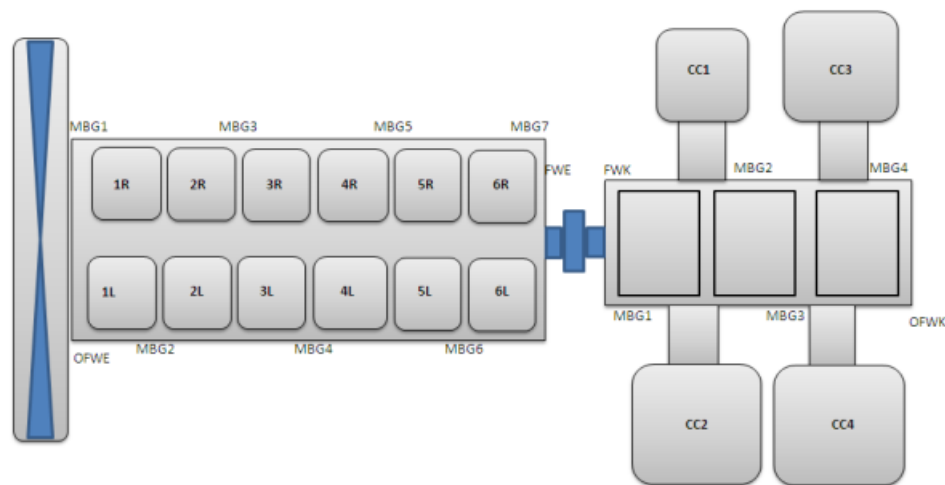 CC1
CC3
MBG1
MBG3
MBG5
MBG7
FWE
FWK
MBG2
MBG4
1R
2R
3R
4R
5R
6R
1L
2L
3L
4L
5L
6L
OFWE
MBG2
MBG4
MBG6
MBG1
MBG3
OFWK
CC2
CC4